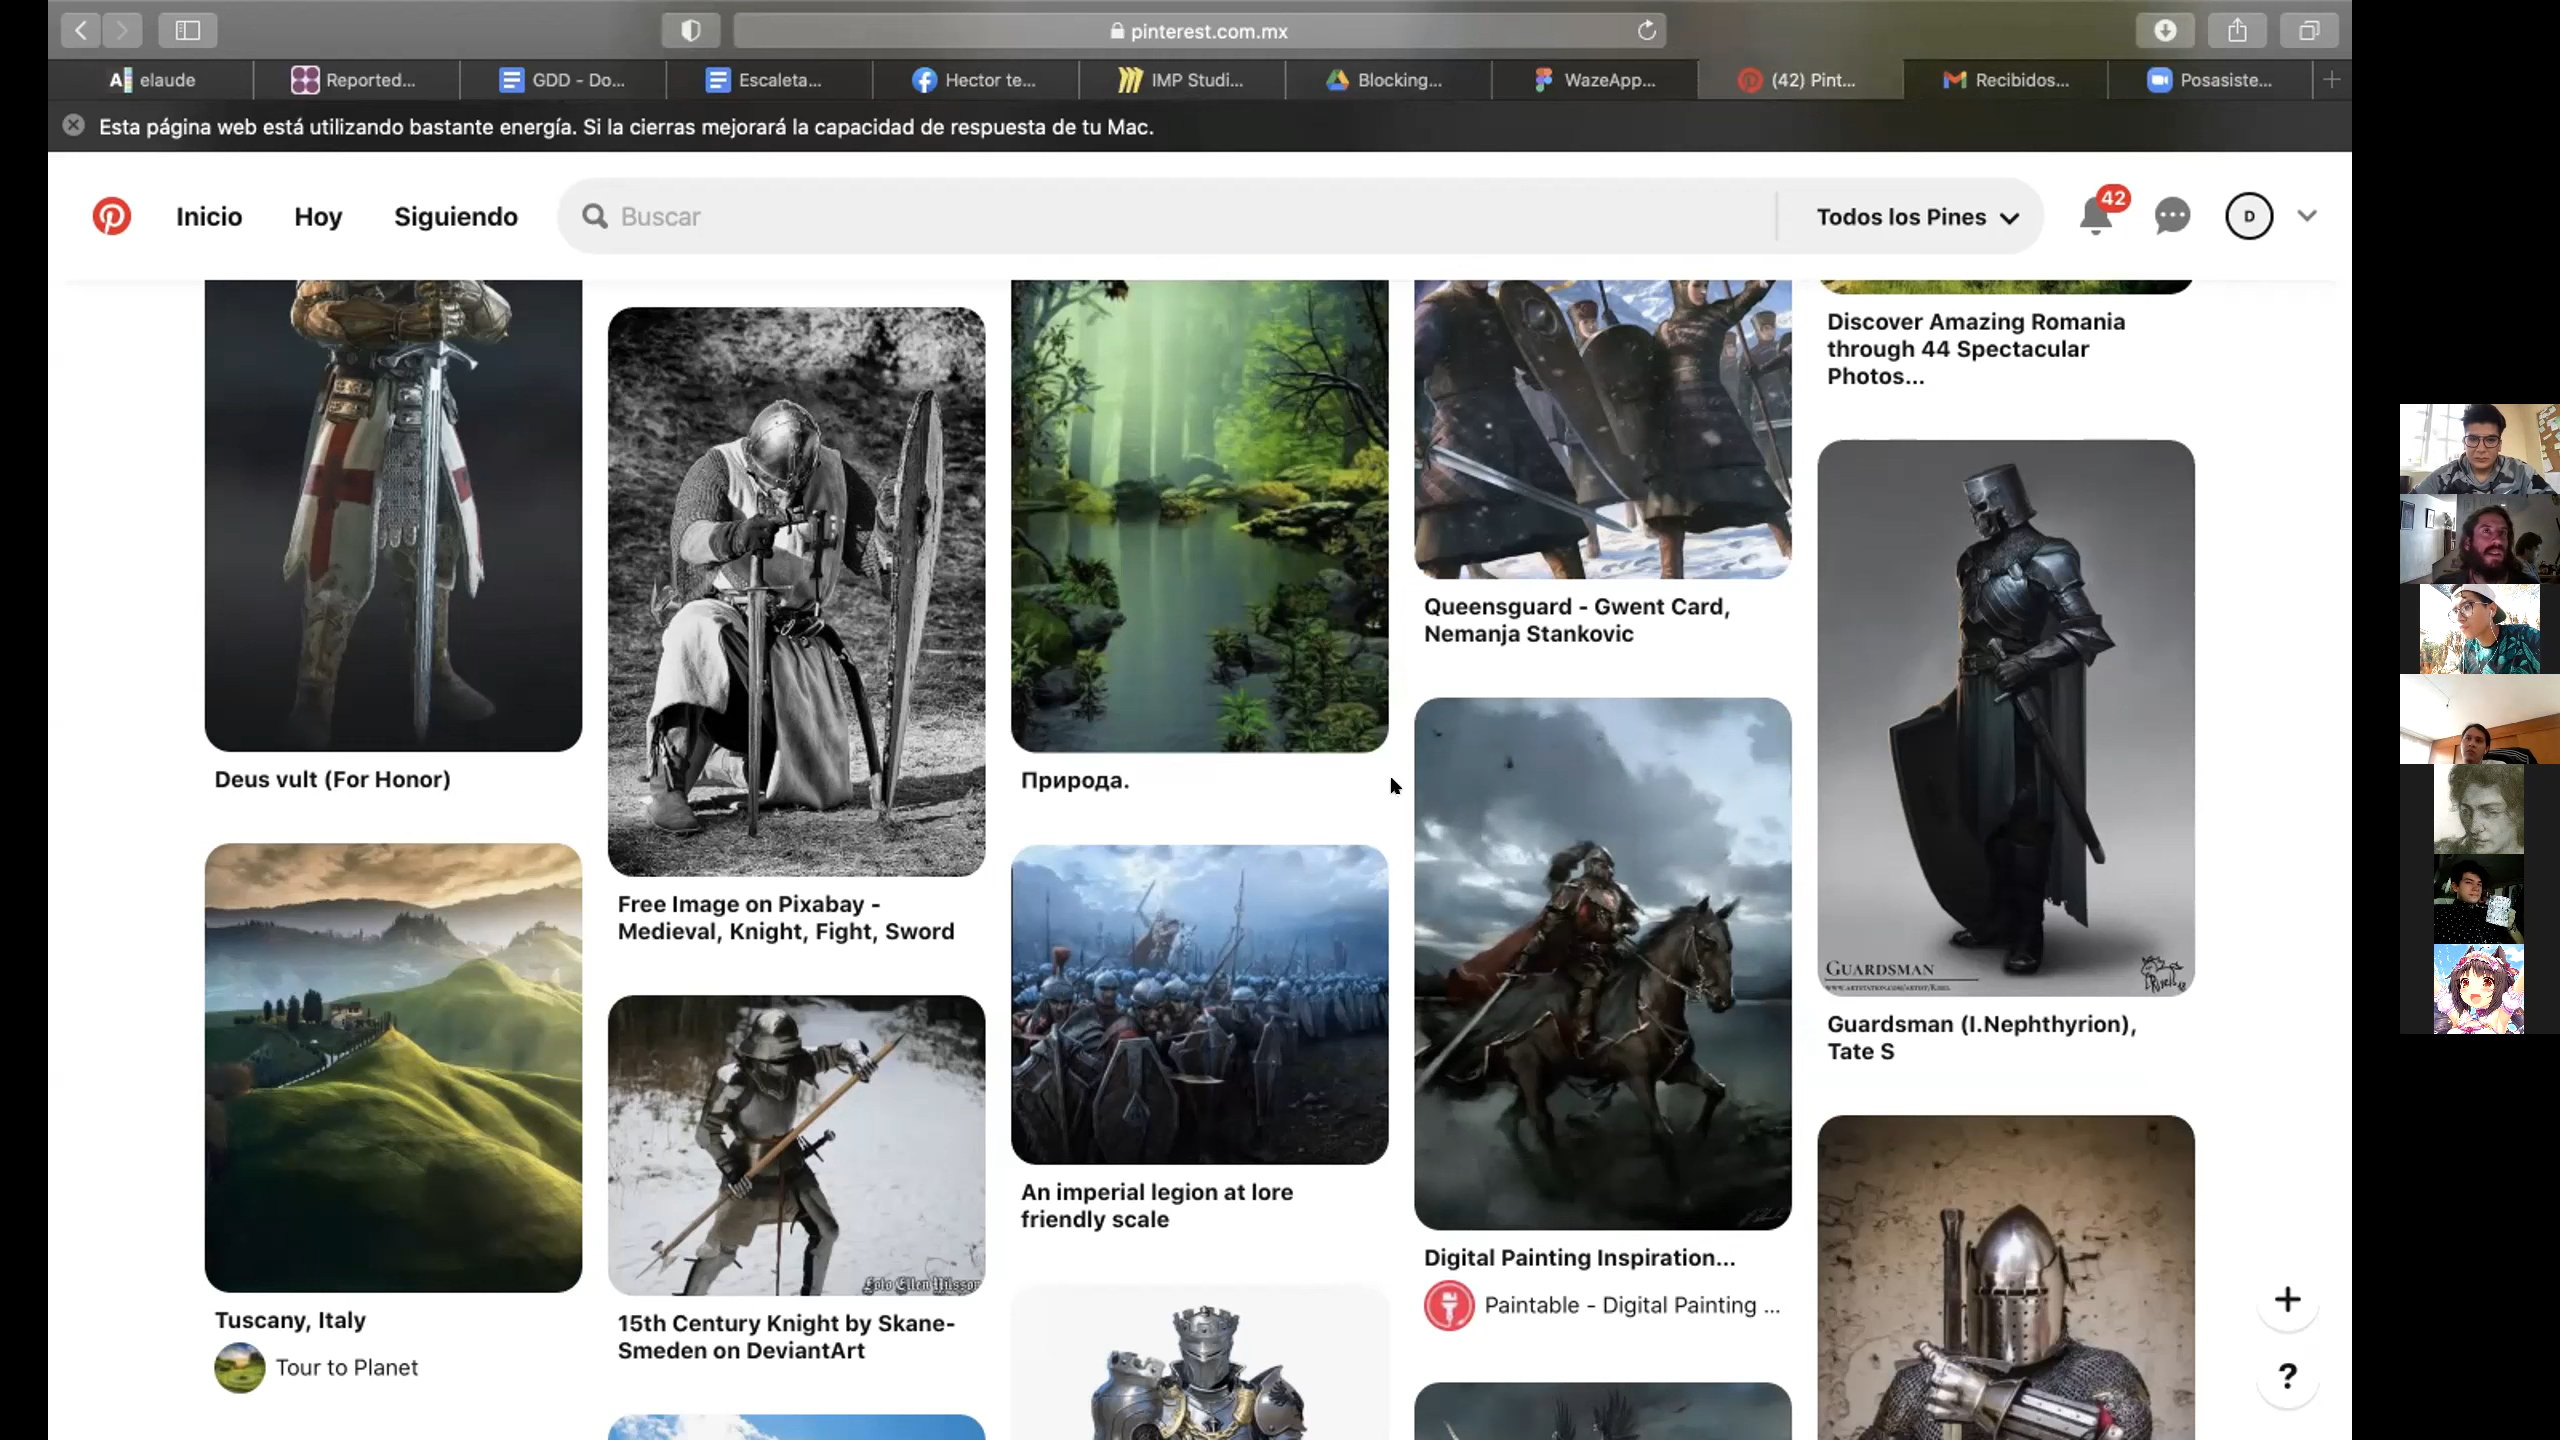 pinterest.com.mx
elaude
Reported...
GDD - Do...
Escaleta...
Hector te...
IMP Studi...
Blocking...
WazeApp...
(42) Pint...
Recibidos...
Posasiste...
Esta página web está utilizando bastante energía. Si la cierras mejorará la capacidad de respuesta de tu Mac.
Inicio
Hoy
Siguiendo
Buscar
Todos los Pines
42
D
Deus vult (For Honor)
Tuscany, Italy
Tour to Planet
Free Image on Pixabay -
Medieval, Knight, Fight, Sword
Foto Ellen Nilsson
15th Century Knight by Skane-
Smeden on DeviantArt
Природа.
An imperial legion at lore
friendly scale
Queensguard - Gwent Card,
Nemanja Stankovic
Digital Painting Inspiration...
Paintable - Digital Painting ...
Discover Amazing Romania
through 44 Spectacular
Photos...
GUARDSMAN
Guardsman (I.Nephthyrion),
Tate S
?